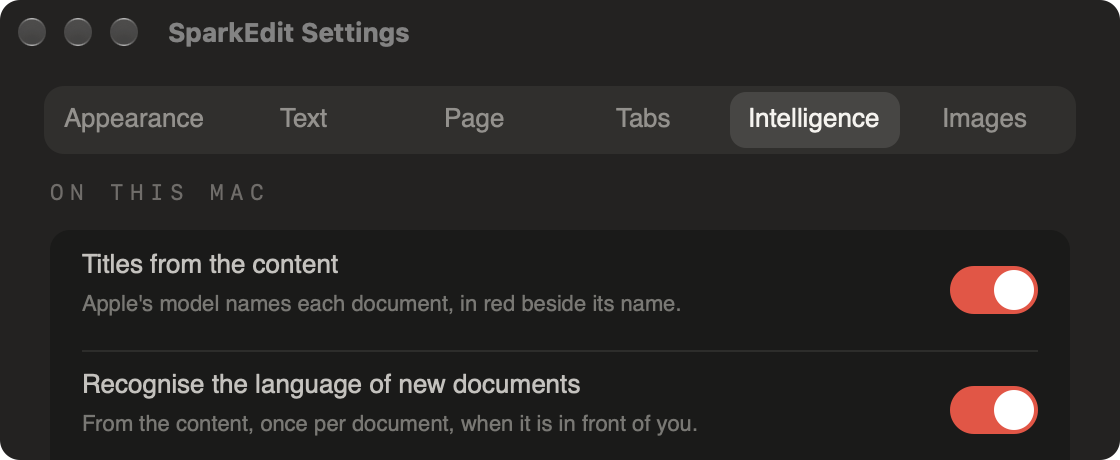 SparkEdit Settings
Appearance Text Page Tabs Intelligence Images
ON THIS MAC
Titles from the content
Apple's model names each document, in red beside its name.
Recognise the language of new documents
From the content, once per document, when it is in front of you.